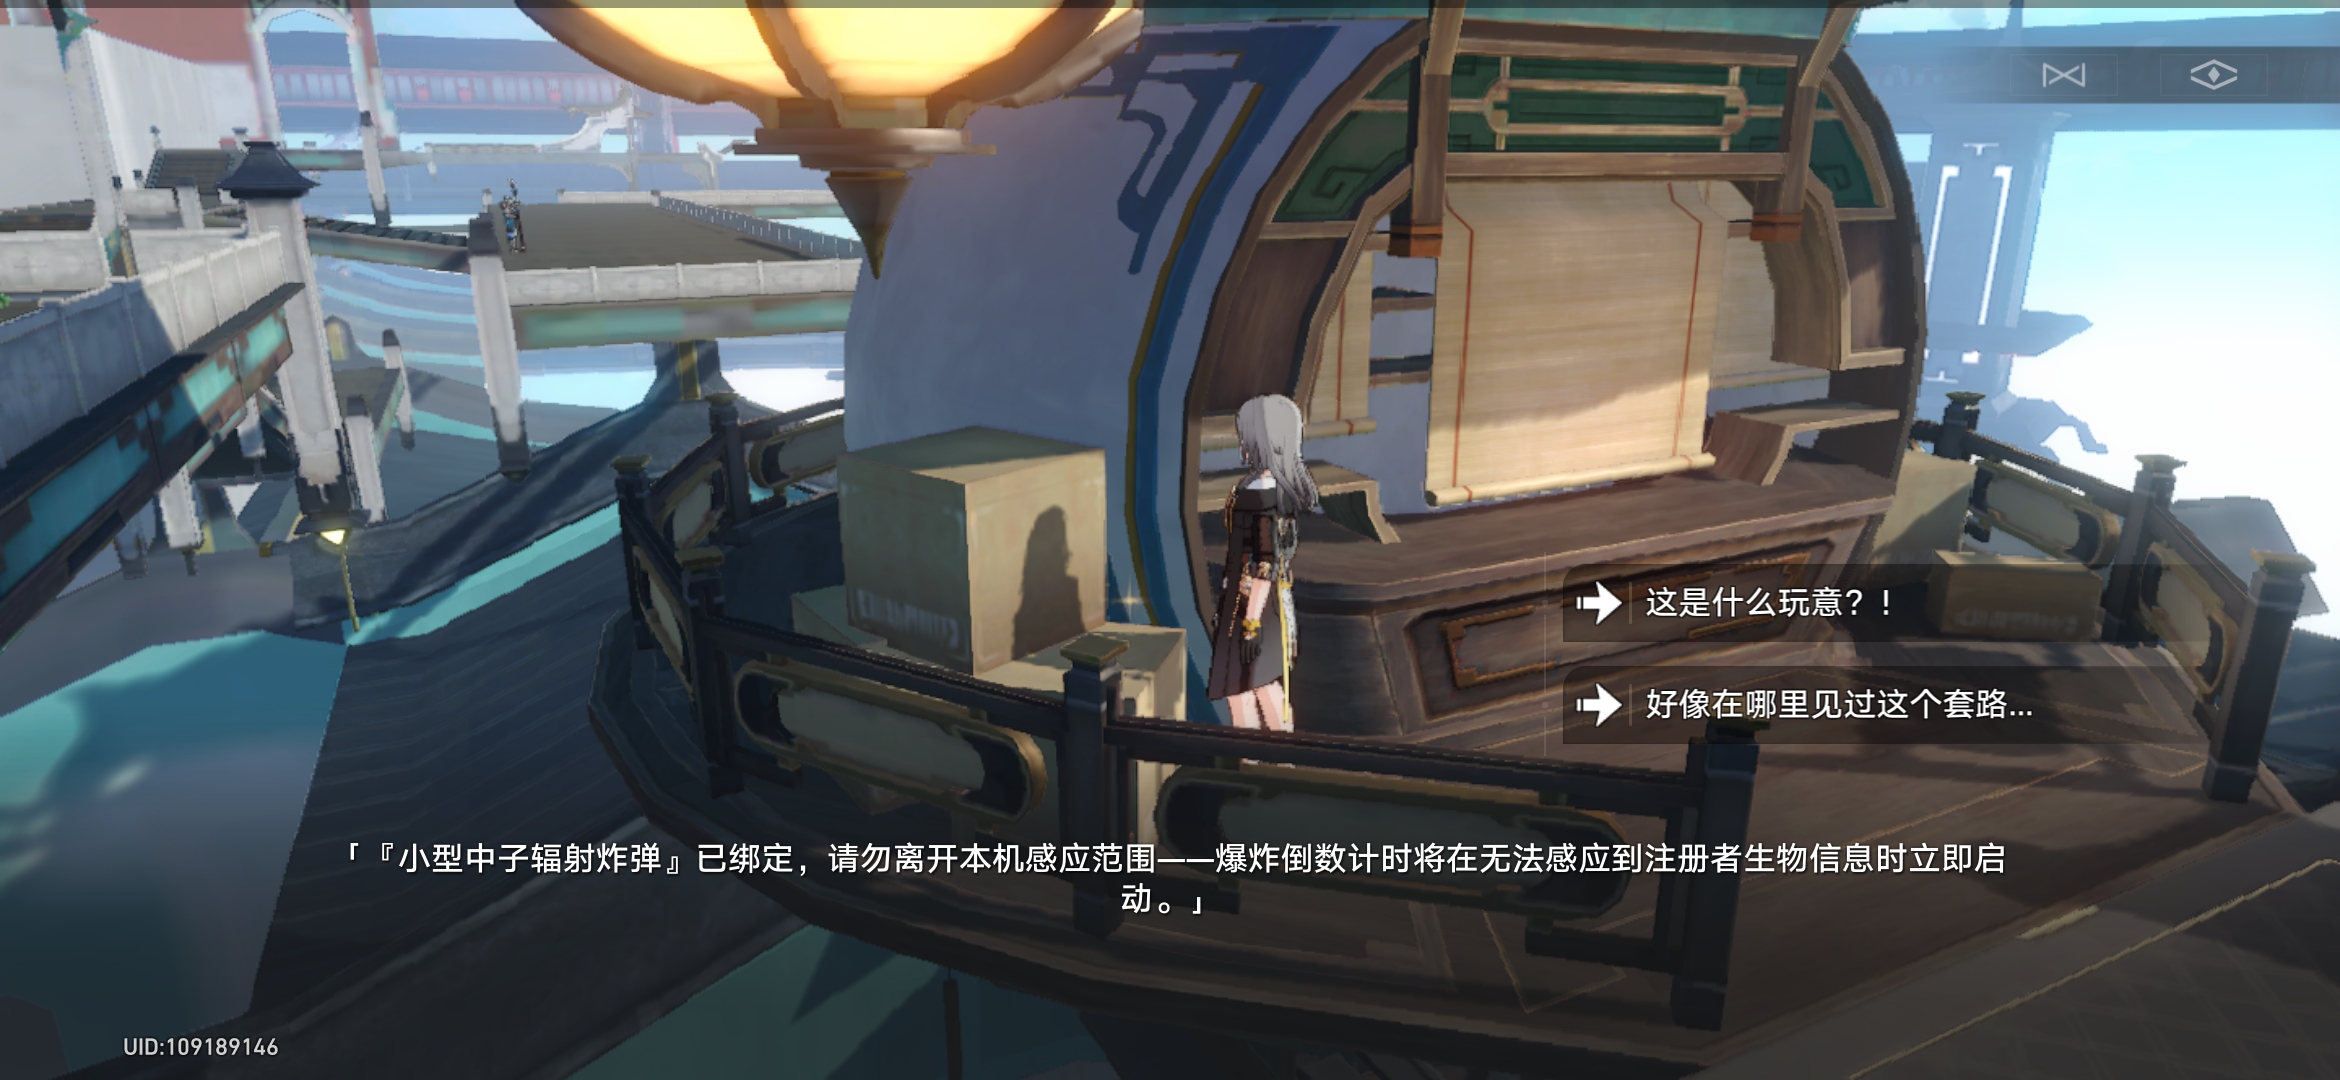 这是什么玩意？！
好像在哪里见过这个套路...
「『小型中子辐射炸弹』已绑定，请勿离开本机感应范围——爆炸倒数计时将在无法感应到注册者生物信息时立即启
动。」
UID:109189146